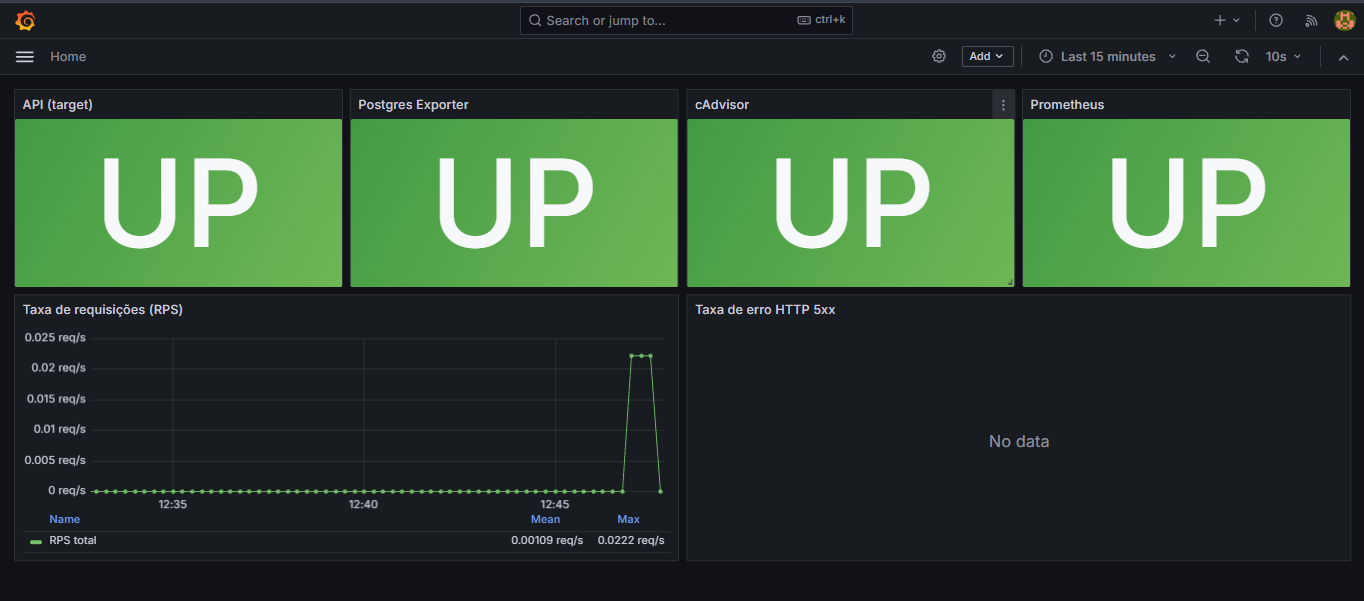 Search or jump to... ctrl+k
Home Add Last 15 minutes 10s
API (target) Postgres Exporter cAdvisor Prometheus
UP UP UP UP
Taxa de requisições (RPS)
0.025 req/s
0.02 req/s
0.015 req/s
0.01 req/s
0.005 req/s
0 req/s
12:35 12:40 12:45
Name Mean Max
RPS total 0.00109 req/s 0.0222 req/s
Taxa de erro HTTP 5xx
No data